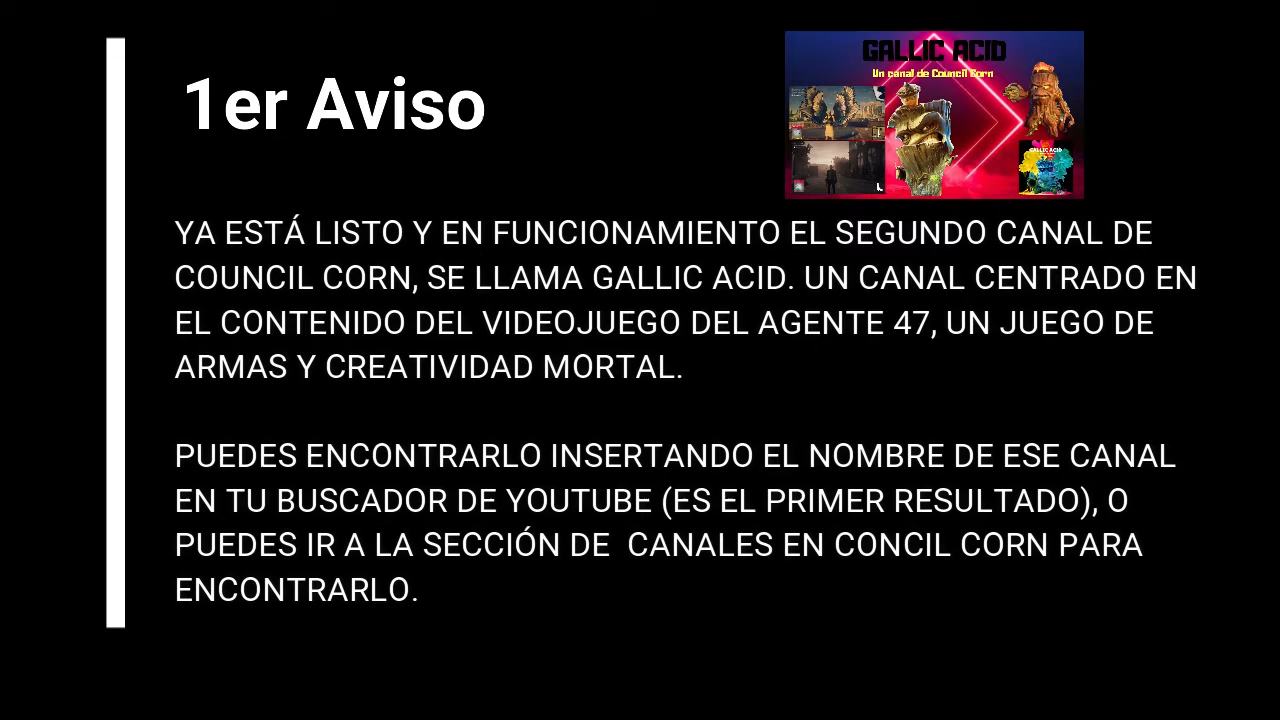 1er Aviso
GALLIC ACID
Un canal de Council Corn
GALLIC ACID
YA ESTÁ LISTO Y EN FUNCIONAMIENTO EL SEGUNDO CANAL DE
COUNCIL CORN, SE LLAMA GALLIC ACID. UN CANAL CENTRADO EN
EL CONTENIDO DEL VIDEOJUEGO DEL AGENTE 47, UN JUEGO DE
ARMAS Y CREATIVIDAD MORTAL.
PUEDES ENCONTRARLO INSERTANDO EL NOMBRE DE ESE CANAL
EN TU BUSCADOR DE YOUTUBE (ES EL PRIMER RESULTADO), O
PUEDES IR A LA SECCIÓN DE  CANALES EN CONCIL CORN PARA
ENCONTRARLO.